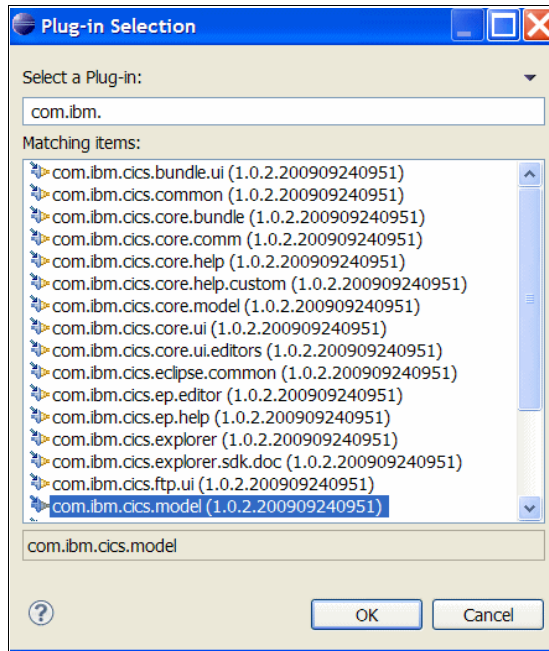 Plug-in Selection
Select a Plug-in:
com.ibm.
Matching items:
com.ibm.cics.bundle.ui (1.0.2.200909240951)
com.ibm.cics.common (1.0.2.200909240951)
com.ibm.cics.core.bundle (1.0.2.200909240951)
com.ibm.cics.core.comm (1.0.2.200909240951)
com.ibm.cics.core.help (1.0.2.200909240951)
com.ibm.cics.core.help.custom (1.0.2.200909240951)
com.ibm.cics.core.model (1.0.2.200909240951)
com.ibm.cics.core.ui (1.0.2.200909240951)
com.ibm.cics.core.ui.editors (1.0.2.200909240951)
com.ibm.cics.eclipse.common (1.0.2.200909240951)
com.ibm.cics.ep.editor (1.0.2.200909240951)
com.ibm.cics.ep.help (1.0.2.200909240951)
com.ibm.cics.explorer (1.0.2.200909240951)
com.ibm.cics.explorer.sdk.doc (1.0.2.200909240951)
com.ibm.cics.ftp.ui (1.0.2.200909240951)
com.ibm.cics.model (1.0.2.200909240951)
com.ibm.cics.model
?
OK Cancel